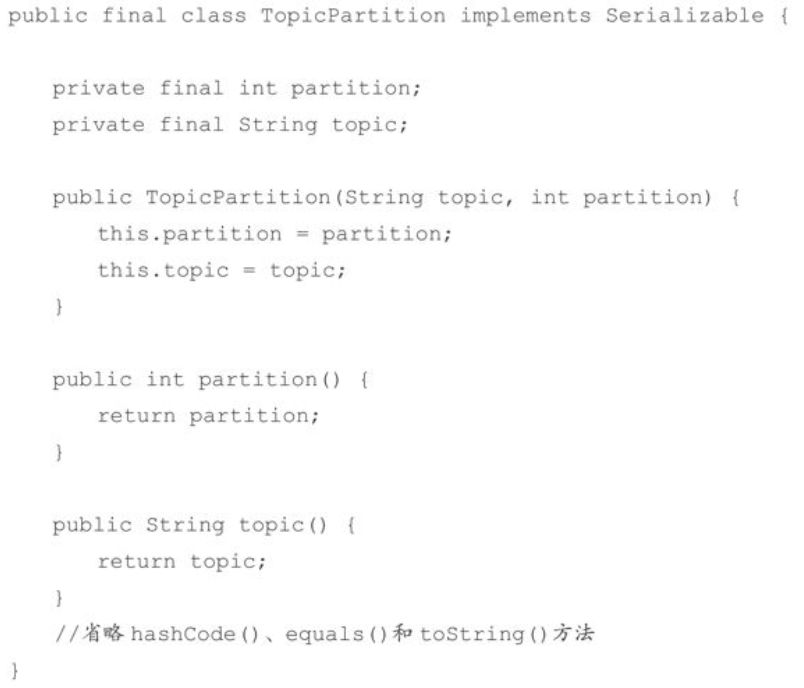 public final class TopicPartition implements Serializable {
private final int partition;
private final String topic;
public TopicPartition(String topic, int partition) {
this.partition = partition;
this.topic = topic;
}
public int partition() {
return partition;
}
public String topic() {
return topic;
}
//省略 hashCode()、equals()和 toString()方法
}